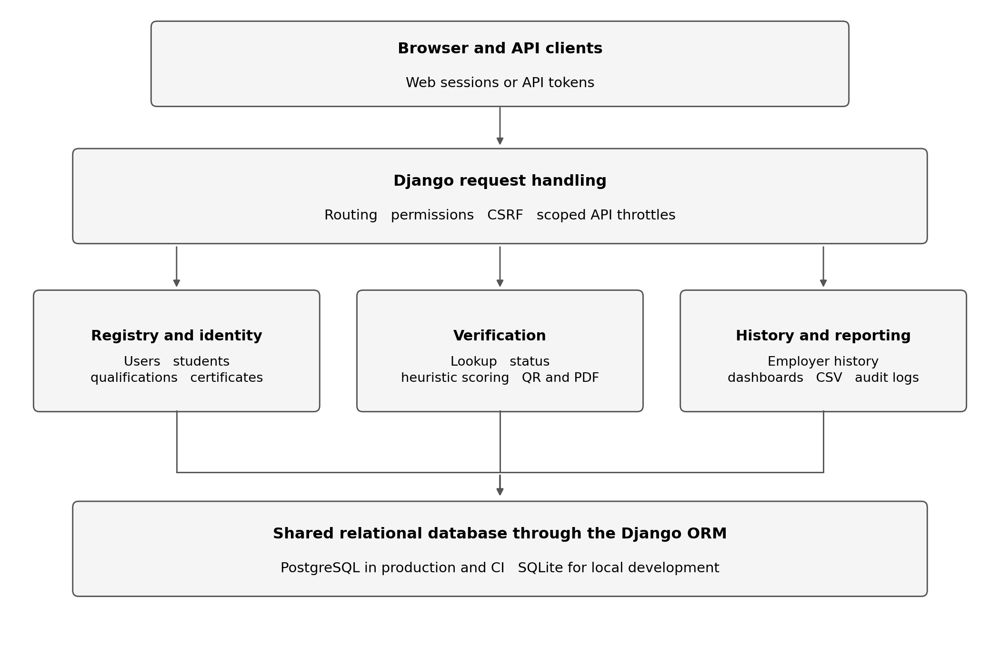 Browser and API clients
Web sessions or API tokens
Django request handling
Routing   permissions   CSRF   scoped API throttles
Registry and identity
Users   students
qualifications   certificates
Verification
Lookup   status
heuristic scoring   QR and PDF
History and reporting
Employer history
dashboards   CSV   audit logs
Shared relational database through the Django ORM
PostgreSQL in production and CI   SQLite for local development